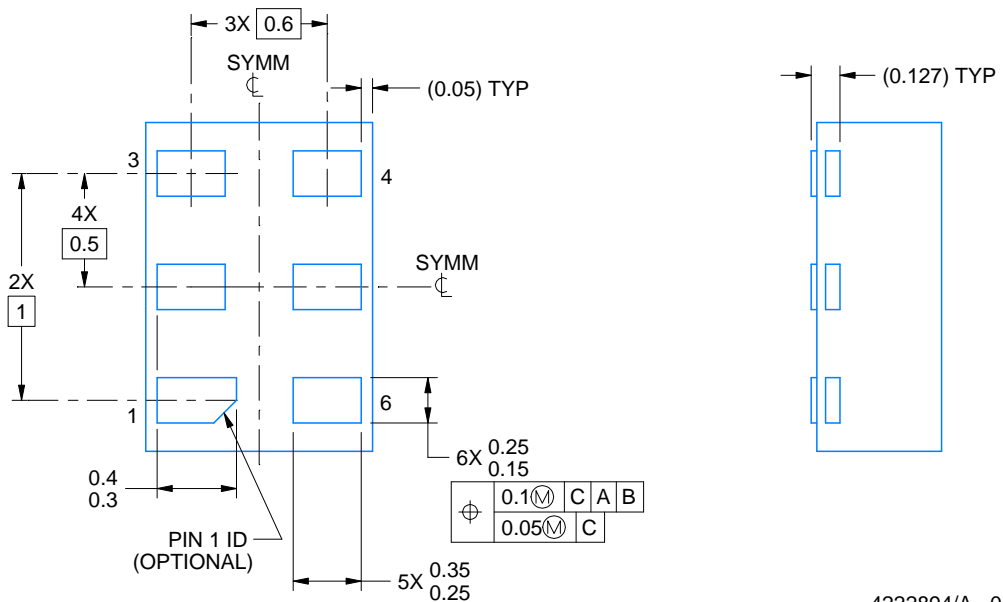 3X 0.6
SYMM
℄
(0.05) TYP
(0.127) TYP
3
4
4X
0.5
SYMM
℄
2X
1
1
6
6X 0.25
0.15
0.4
0.3
0.1Ⓜ C A B
0.05Ⓜ C
PIN 1 ID
(OPTIONAL)
5X 0.35
0.25